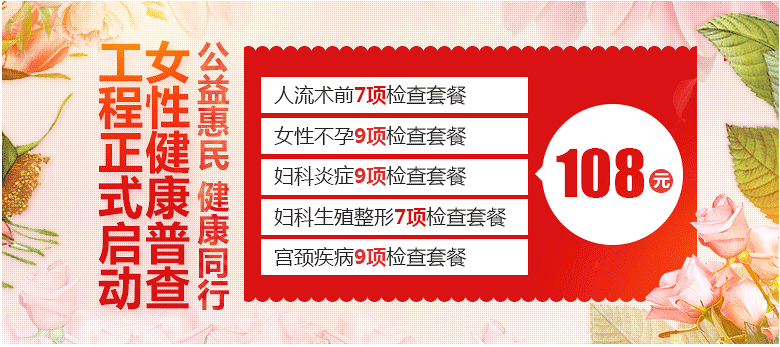 公益惠民 健康同行
女性健康普查
工程正式启动
人流术前7项检查套餐
女性不孕9项检查套餐
妇科炎症9项检查套餐
妇科生殖整形7项检查套餐
宫颈疾病9项检查套餐
108元